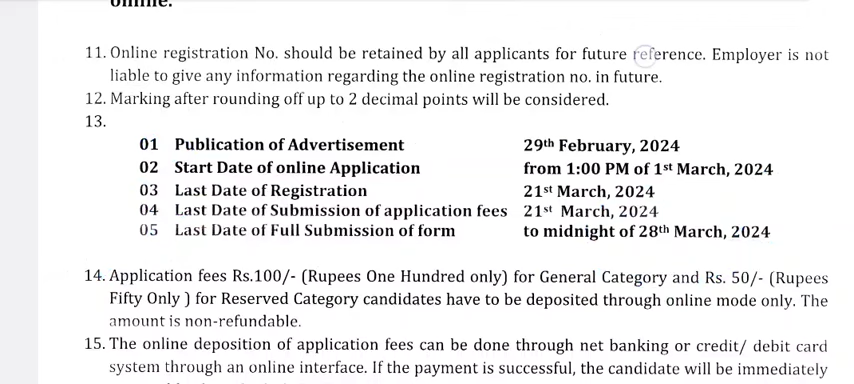 online.
11. Online registration No. should be retained by all applicants for future reference. Employer is not
liable to give any information regarding the online registration no. in future.
12. Marking after rounding off up to 2 decimal points will be considered.
13.
01 Publication of Advertisement 29th February, 2024
02 Start Date of online Application from 1:00 PM of 1st March, 2024
03 Last Date of Registration 21st March, 2024
04 Last Date of Submission of application fees 21st March, 2024
05 Last Date of Full Submission of form to midnight of 28th March, 2024
14. Application fees Rs.100/- (Rupees One Hundred only) for General Category and Rs. 50/- (Rupees
Fifty Only ) for Reserved Category candidates have to be deposited through online mode only. The
amount is non-refundable.
15. The online deposition of application fees can be done through net banking or credit/ debit card
system through an online interface. If the payment is successful, the candidate will be immediately